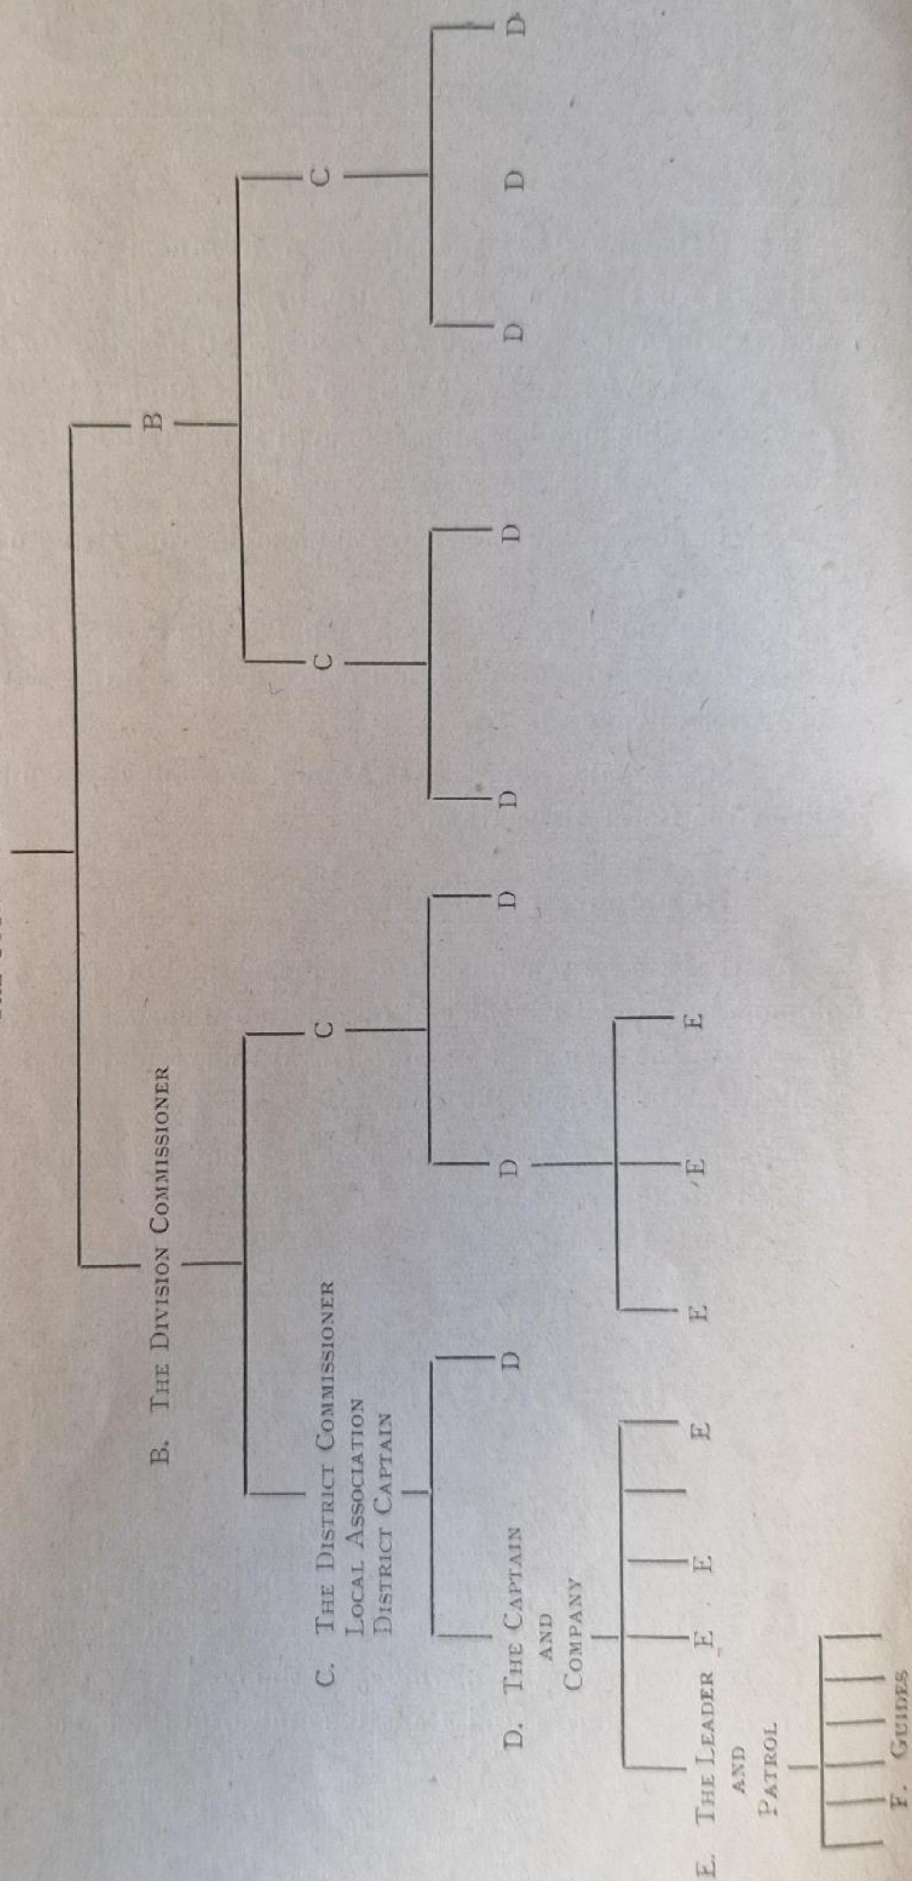 B. THE DIVISION COMMISSIONER
B
C. THE DISTRICT COMMISSIONER
LOCAL ASSOCIATION
DISTRICT CAPTAIN
C
C
C
D. THE CAPTAIN
AND
COMPANY
D
D
D
D
D
D
D
D
E. THE LEADER
AND
PATROL
E
E
E
E
E
E
F. GUIDES